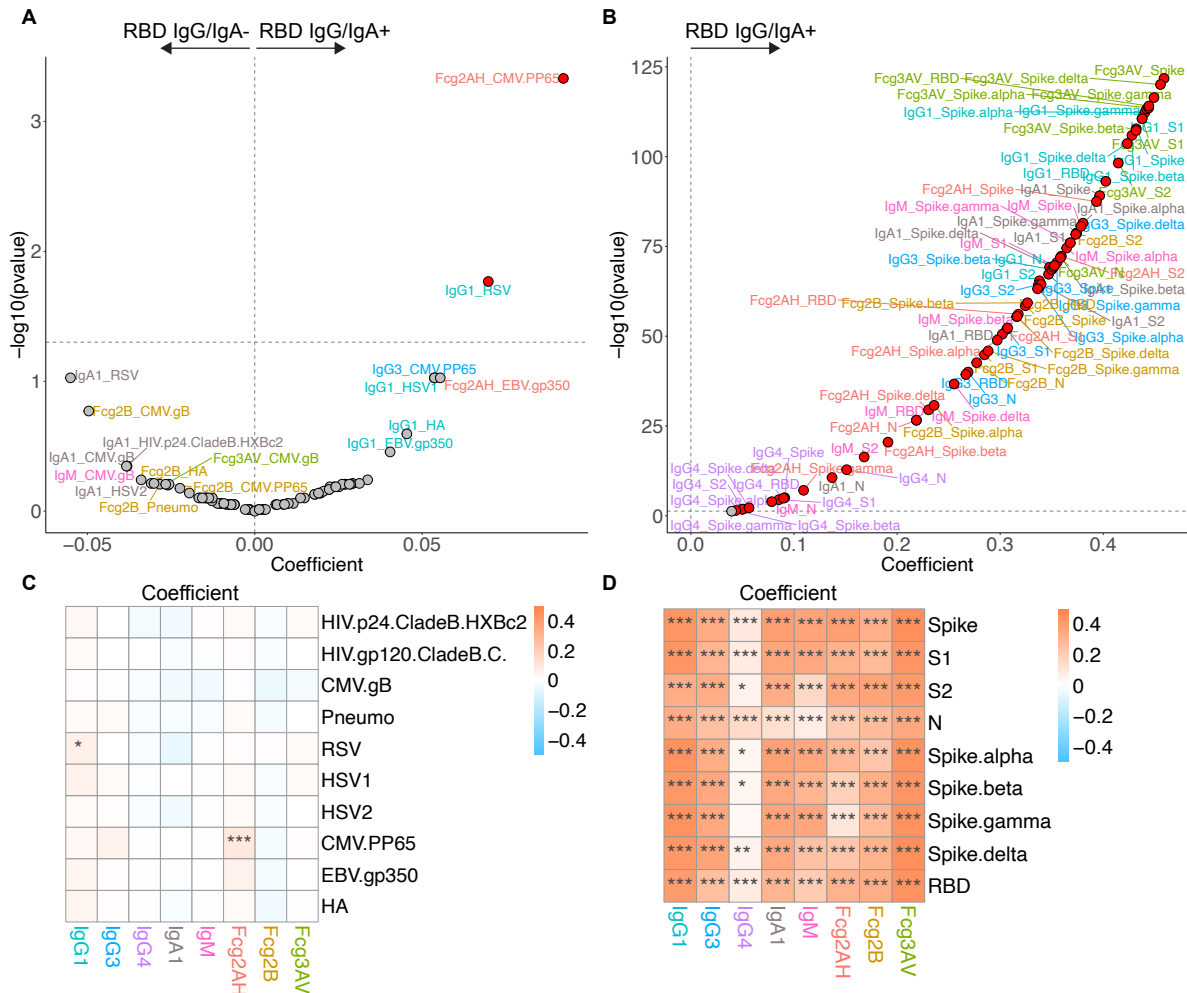 A
RBD IgG/IgA-
RBD IgG/IgA+
−log10(pvalue)
3
2
1
0
−0.05
0.00
0.05
Coefficient
Fcg2AH_CMV.PP65
IgG1_HSV
IgG3_CMV.PP65
IgG1_HSV1
Fcg2AH_EBV.gp350
IgG1_HA
IgG1_EBV.gp350
IgA1_RSV
Fcg2B_CMV.gB
IgA1_HIV.p24.CladeB.HXBc2
IgA1_CMV.gB
Fcg3AV_CMV.gB
IgM_CMV.gB
Fcg2B_HA
IgA1_HSV2
Fcg2B_CMV.PP65
Fcg2B_Pneumo
B
RBD IgG/IgA+
−log10(pvalue)
125
100
75
50
25
0
0.0
0.1
0.2
0.3
0.4
Coefficient
Fcg3AV_Spike
Fcg3AV_RBD
Fcg3AV_Spike.delta
Fcg3AV_Spike.alpha
Fcg3AV_Spike.gamma
IgG1_Spike.alpha
IgG1_Spike.gamma
Fcg3AV_Spike.beta
IgG1_S1
Fcg3AV_S1
IgG1_Spike.delta
IgG1_Spike
IgG1_RBD
IgG1_Spike.beta
Fcg2AH_Spike
IgA1_Spike
Fcg3AV_S2
IgM_Spike.gamma
IgM_Spike
IgA1_Spike.alpha
IgA1_Spike.gamma
IgG3_Spike.delta
IgA1_Spike.delta
IgM_S1
IgA1_S1
Fcg2B_S2
IgG3_Spike.beta
IgG1_N
IgM_Spike.alpha
IgG1_S2
Fcg3AV_N
Fcg2AH_S2
IgG3_S2
IgG3_Spike
IgA1_Spike.beta
Fcg2AH_RBD
Fcg2B_Spike.beta
Fcg2B_RBD
IgG3_Spike.gamma
IgM_Spike.beta
Fcg2B_Spike
IgA1_S2
IgA1_RBD
Fcg2AH_S1
IgG3_Spike.alpha
Fcg2AH_Spike.alpha
IgG3_S1
Fcg2B_Spike.delta
Fcg2B_S1
Fcg2B_Spike.gamma
IgG3_RBD
Fcg2B_N
IgG3_N
Fcg2AH_Spike.delta
IgM_RBD
IgM_Spike.delta
Fcg2AH_N
Fcg2B_Spike.alpha
IgG4_Spike
IgM_S2
Fcg2AH_Spike.beta
IgG4_Spike.delta
Fcg2AH_Spike.gamma
IgG4_S2
IgG4_RBD
IgA1_N
IgG4_N
IgG4_Spike.alpha
IgM_N
IgG4_S1
IgG4_Spike.gamma
IgG4_Spike.beta
C
Coefficient
HIV.p24.CladeB.HXBc2
HIV.gp120.CladeB.C.
CMV.gB
Pneumo
* RSV
HSV1
HSV2
*** CMV.PP65
EBV.gp350
HA
IgG1
IgG3
IgG4
IgA1
IgM
Fcg2AH
Fcg2B
Fcg3AV
0.4
0.2
0
−0.2
−0.4
D
Coefficient
*** *** *** *** *** *** *** *** Spike
*** *** *** *** *** *** *** *** S1
*** *** * *** *** *** *** *** S2
*** *** *** *** *** *** *** *** N
*** *** * *** *** *** *** *** Spike.alpha
*** *** * *** *** *** *** *** Spike.beta
*** *** *** *** *** *** *** Spike.gamma
*** *** ** *** *** *** *** *** Spike.delta
*** *** *** *** *** *** *** *** RBD
IgG1
IgG3
IgG4
IgA1
IgM
Fcg2AH
Fcg2B
Fcg3AV
0.4
0.2
0
−0.2
−0.4